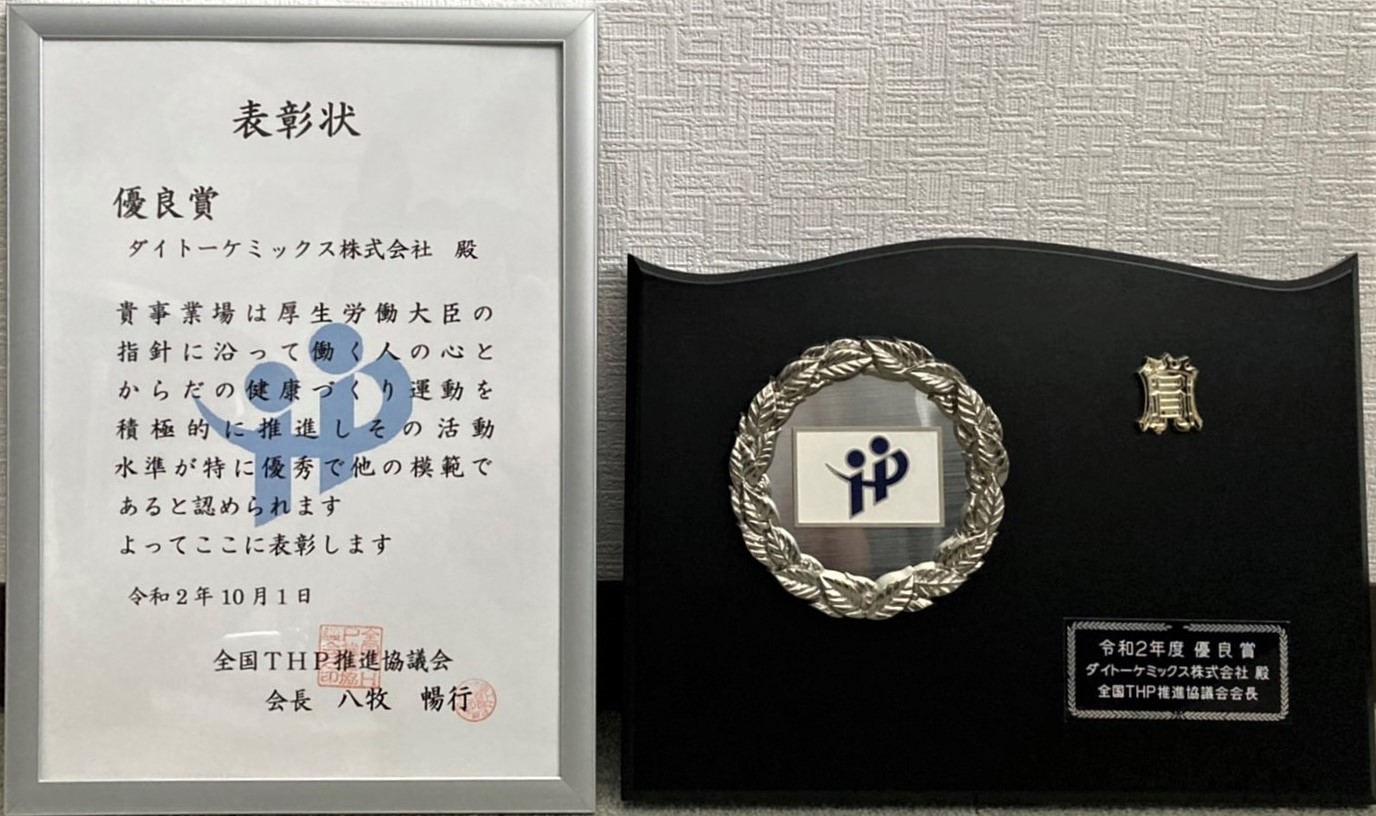 表彰状
優良賞
ダイトーケミックス株式会社 殿
貴事業場は厚生労働大臣の
指針に沿って働く人の心と
からだの健康づくり運動を
積極的に推進しその活動
水準が特に優秀で他の模範で
あると認められます
よってここに表彰します
令和2年10月1日
全国THP推進協議会
会長 八牧 暢行
賞
令和2年度 優良賞
ダイトーケミックス株式会社 殿
全国THP推進協議会会長